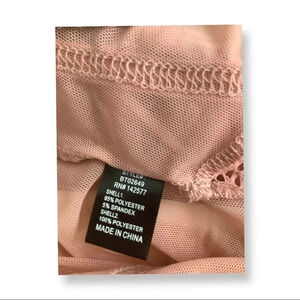 STYLE#:
BT02649
RN# 142577
SHELL1:
95% POLYESTER
5% SPANDEX
SHELL2:
100% POLYESTER
MADE IN CHINA